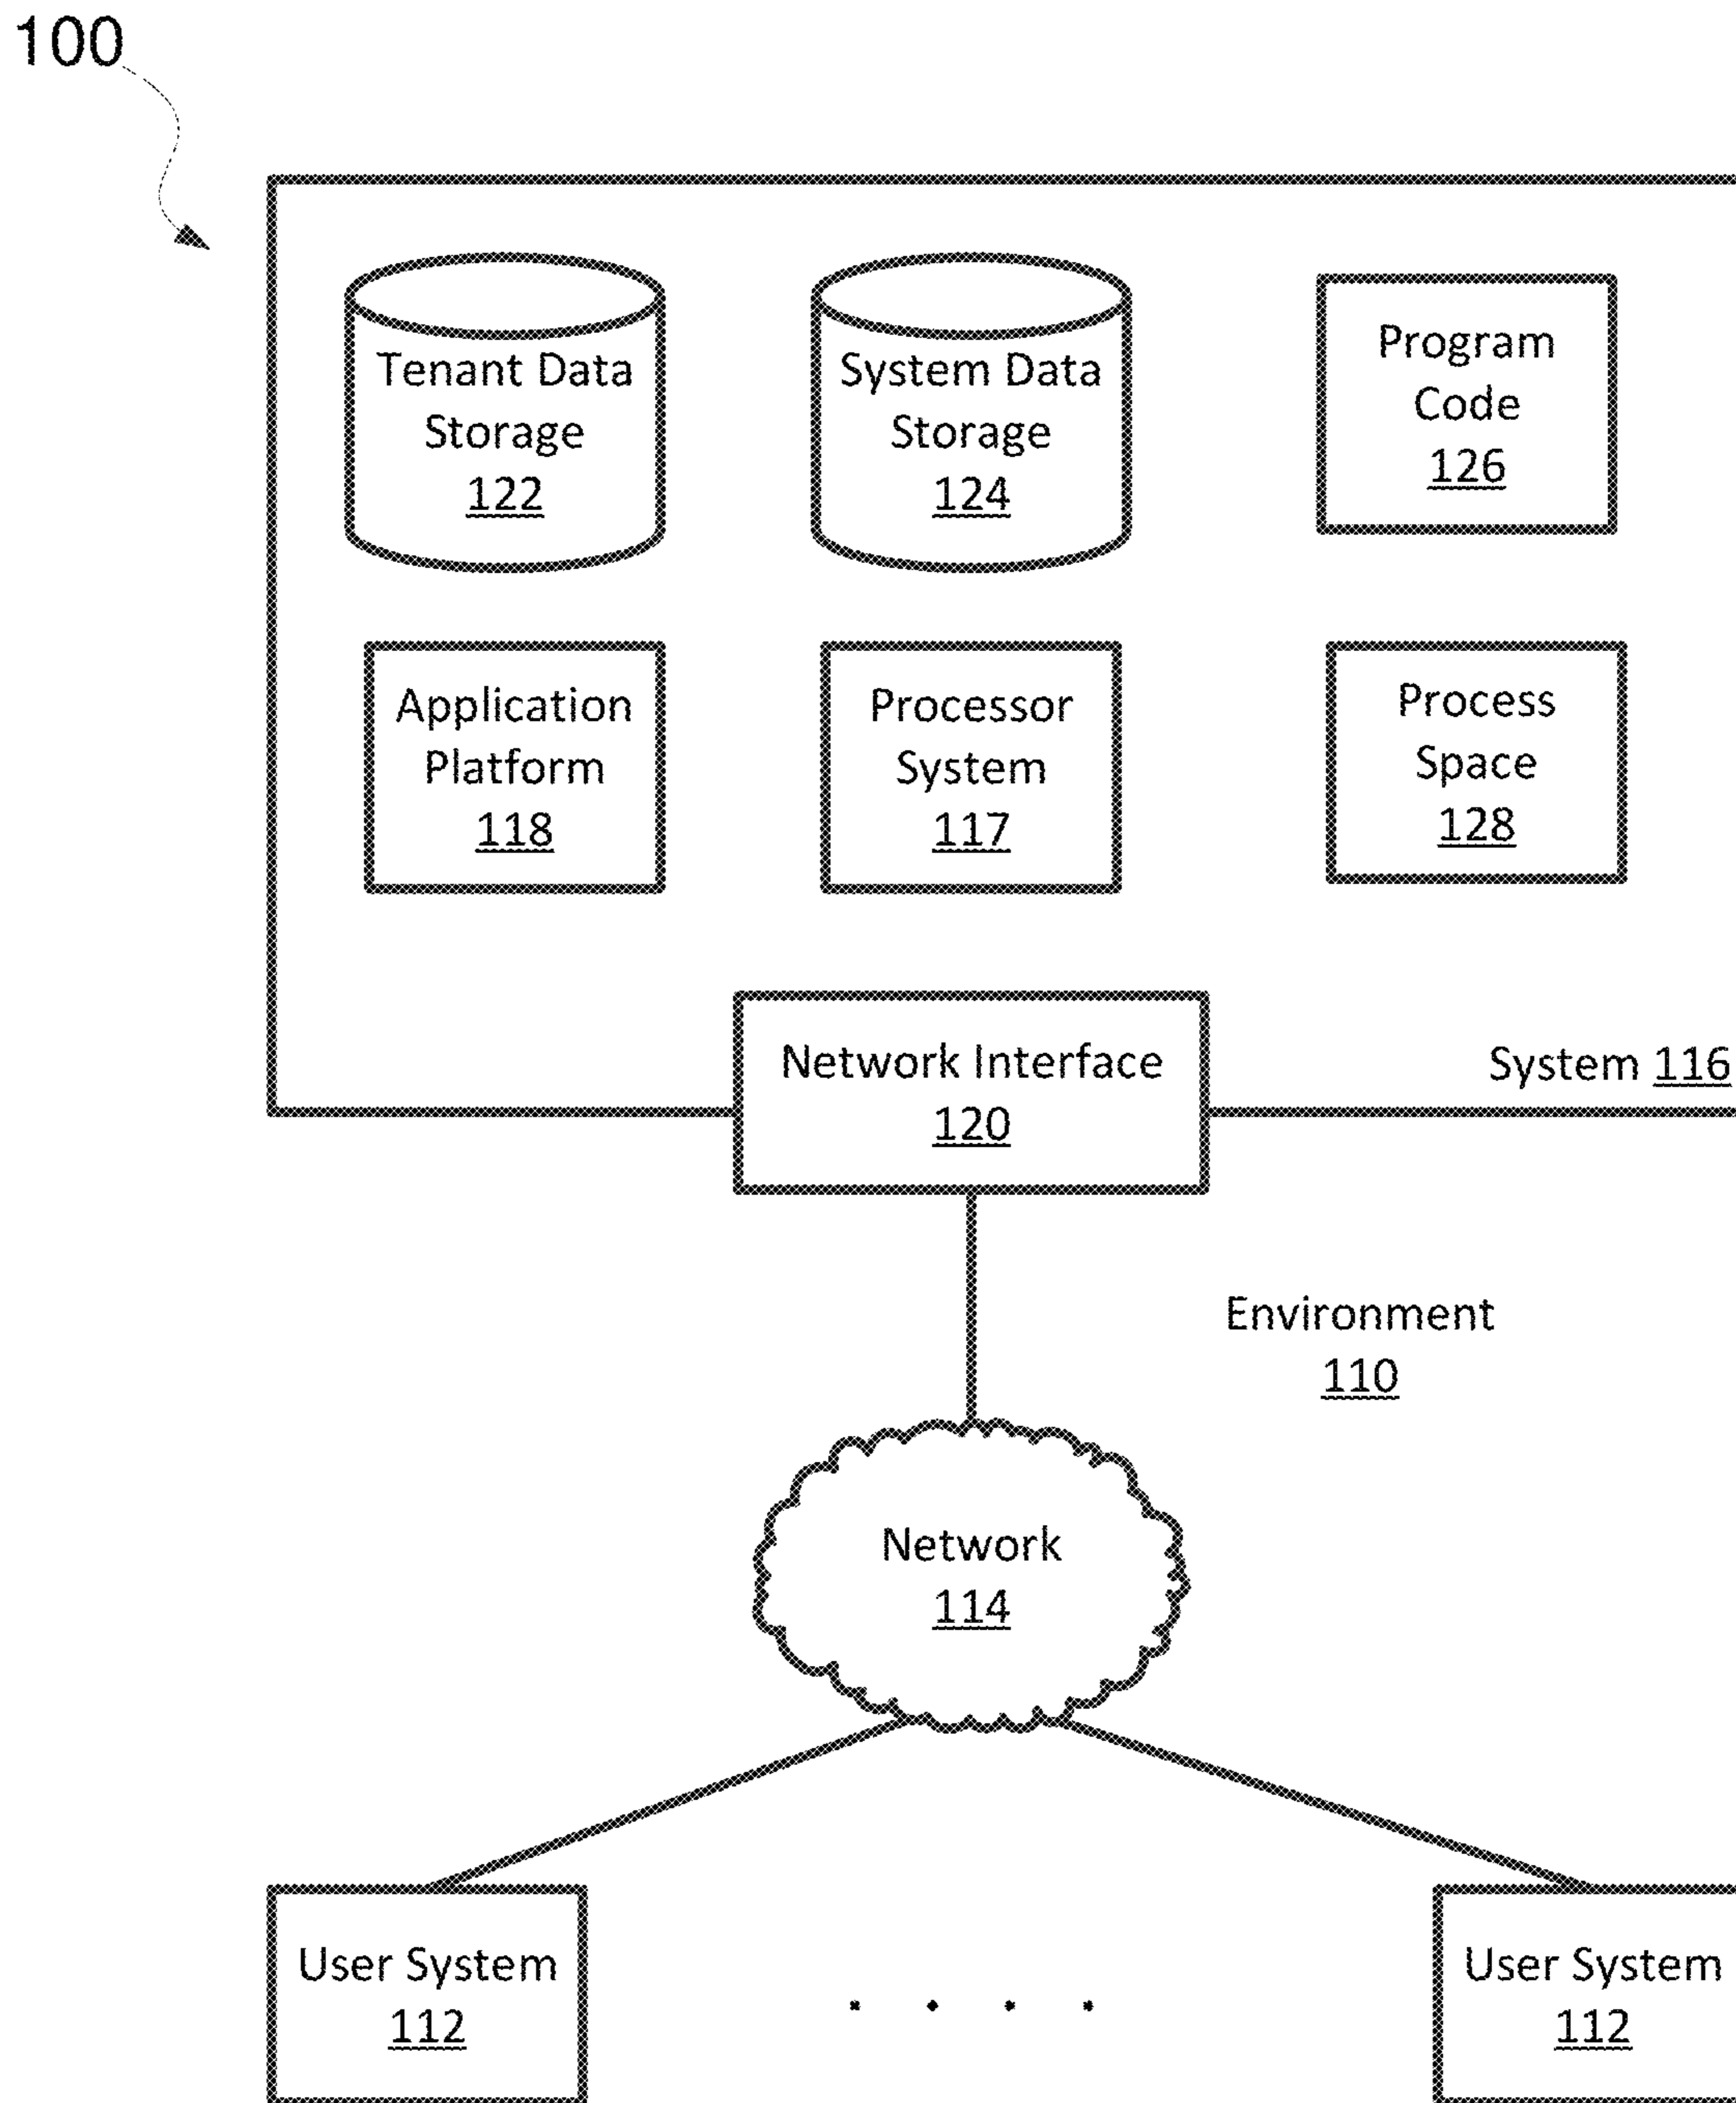 100
Tenant Data
Storage
122
System Data
Storage
124
Program
Code
126
Application
Platform
118
Processor
System
117
Process
Space
128
Network Interface
120
System 116
Environment
110
Network
114
User System
112
. . . .
User System
112